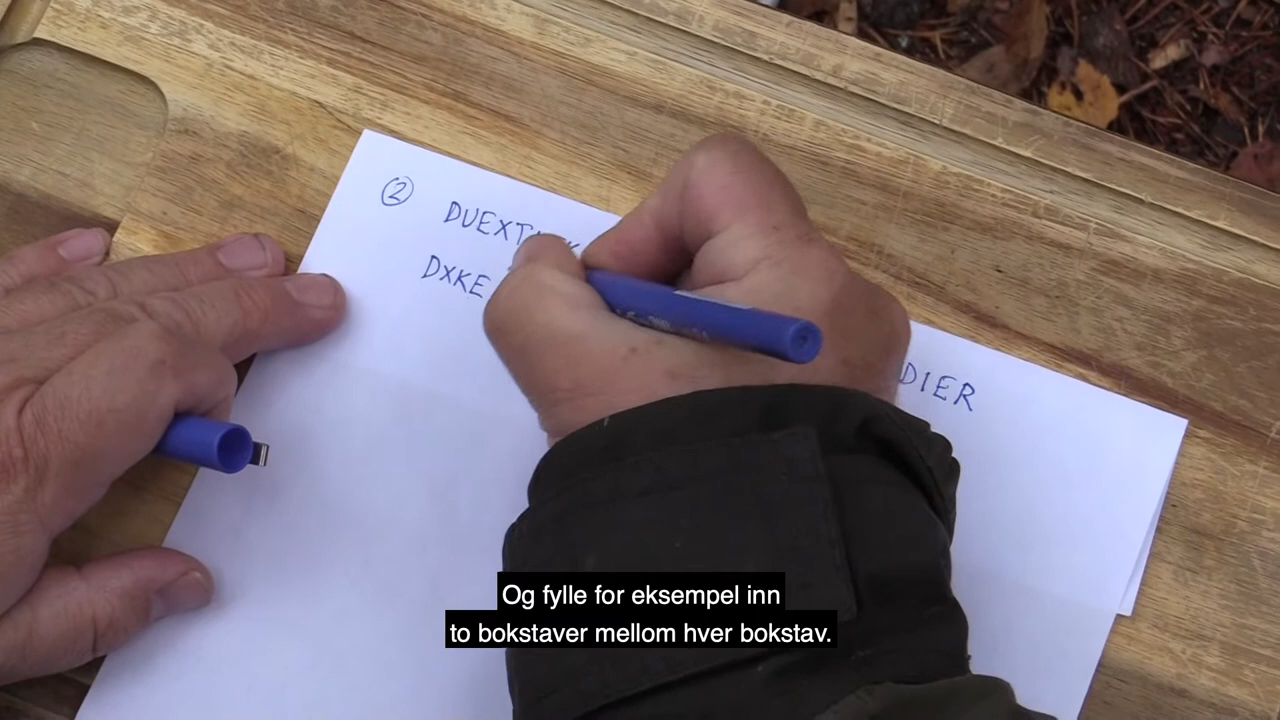 ②
DUEXT
DXKE
DIER
Og fylle for eksempel inn
to bokstaver mellom hver bokstav.